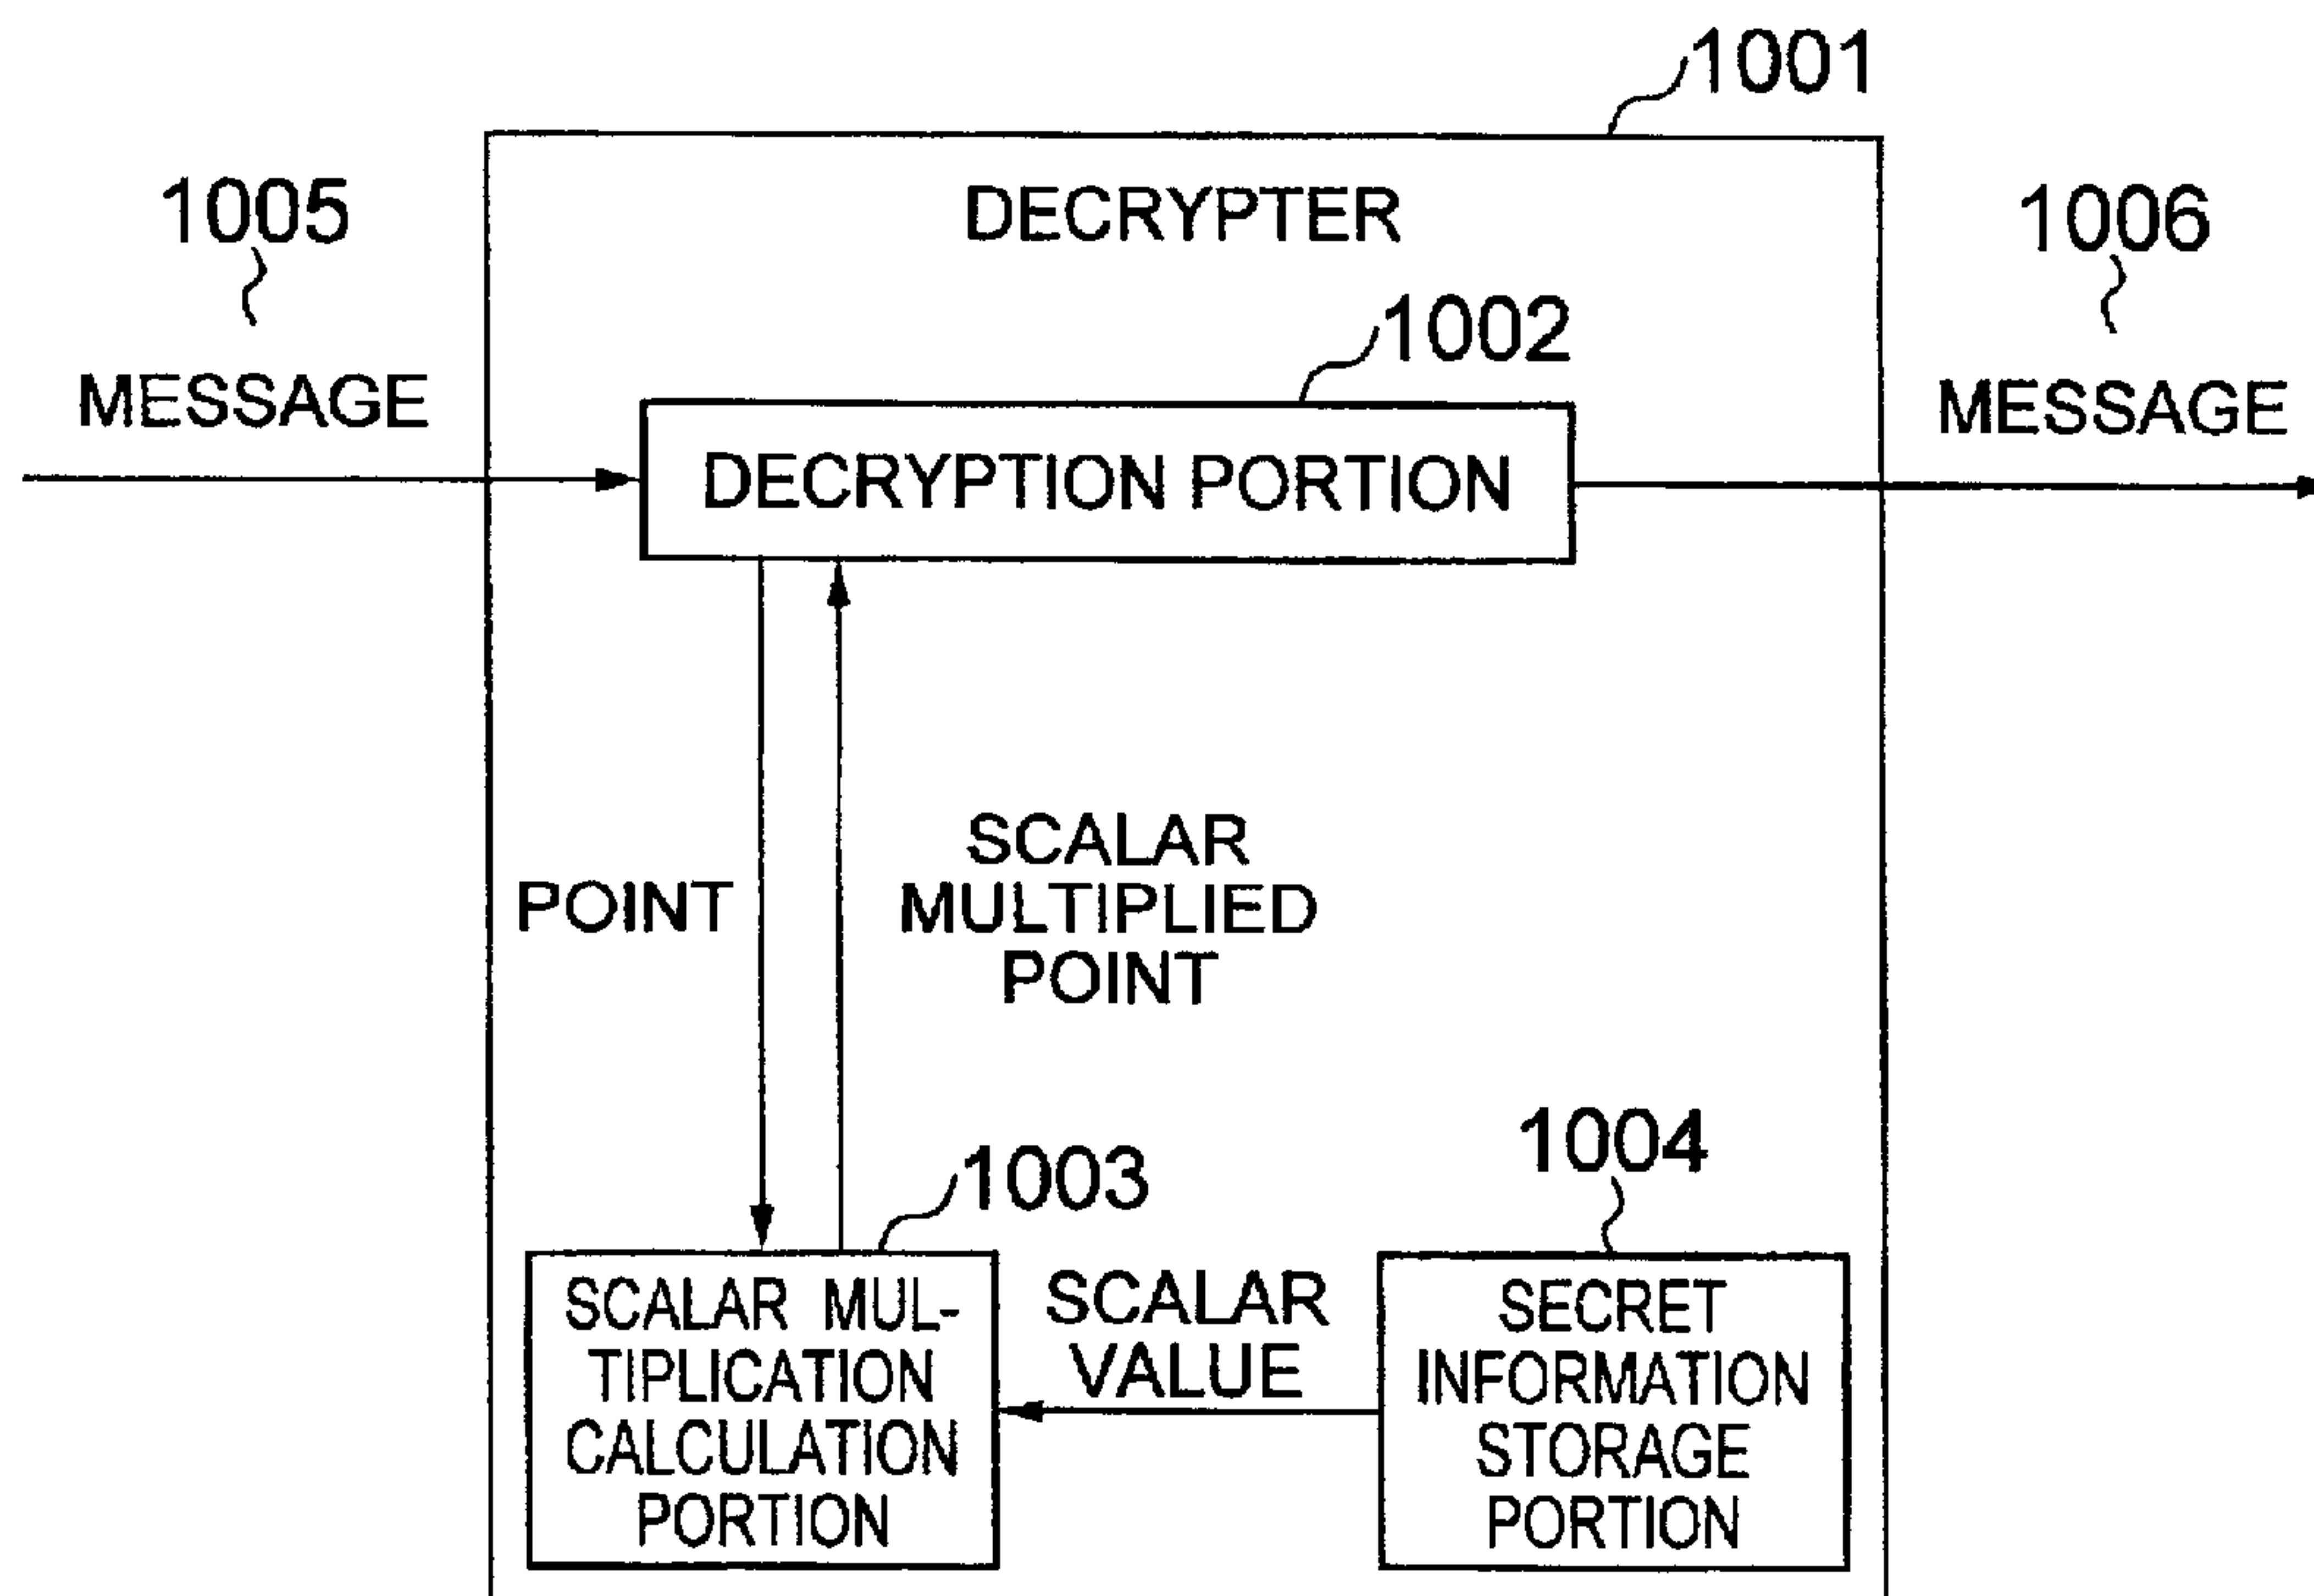 1001
1005
DECRYPTER
1006
1002
MESSAGE
MESSAGE
DECRYPTION PORTION
POINT
SCALAR
MULTIPLIED
POINT
1003
1004
SCALAR MUL-
TIPLICATION
CALCULATION
PORTION
SCALAR
VALUE
SECRET
INFORMATION
STORAGE
PORTION